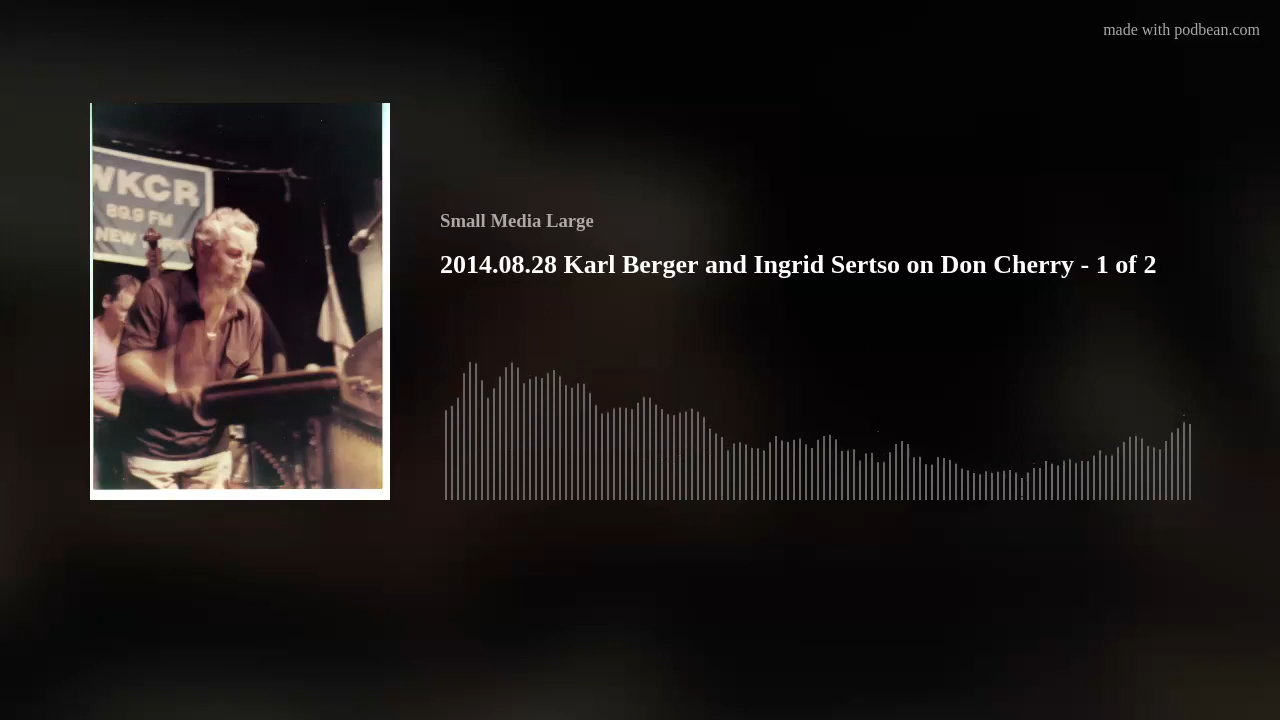 made with podbean.com
WKCR
89.9 FM
NEW
Small Media Large
2014.08.28 Karl Berger and Ingrid Sertso on Don Cherry - 1 of 2